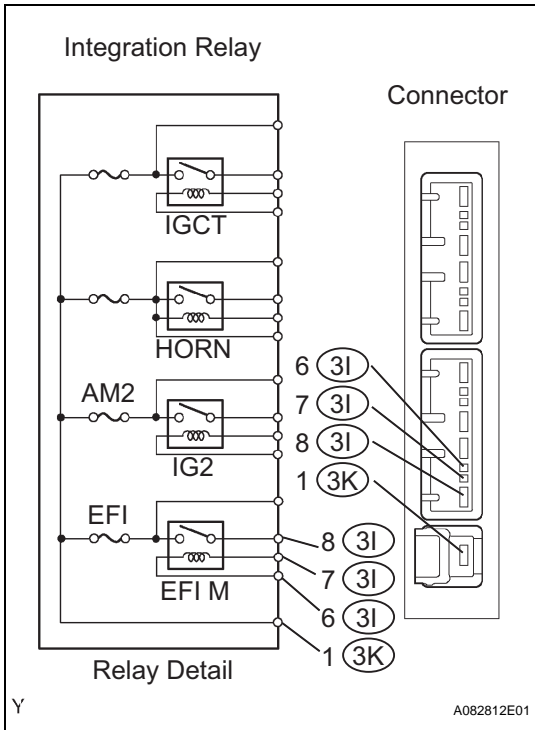 Integration Relay
Connector
IGCT
HORN
AM2
IG2
EFI
EFI M
6 3I
7 3I
8 3I
1 3K
8 3I
7 3I
6 3I
1 3K
Relay Detail
Y
A082812E01